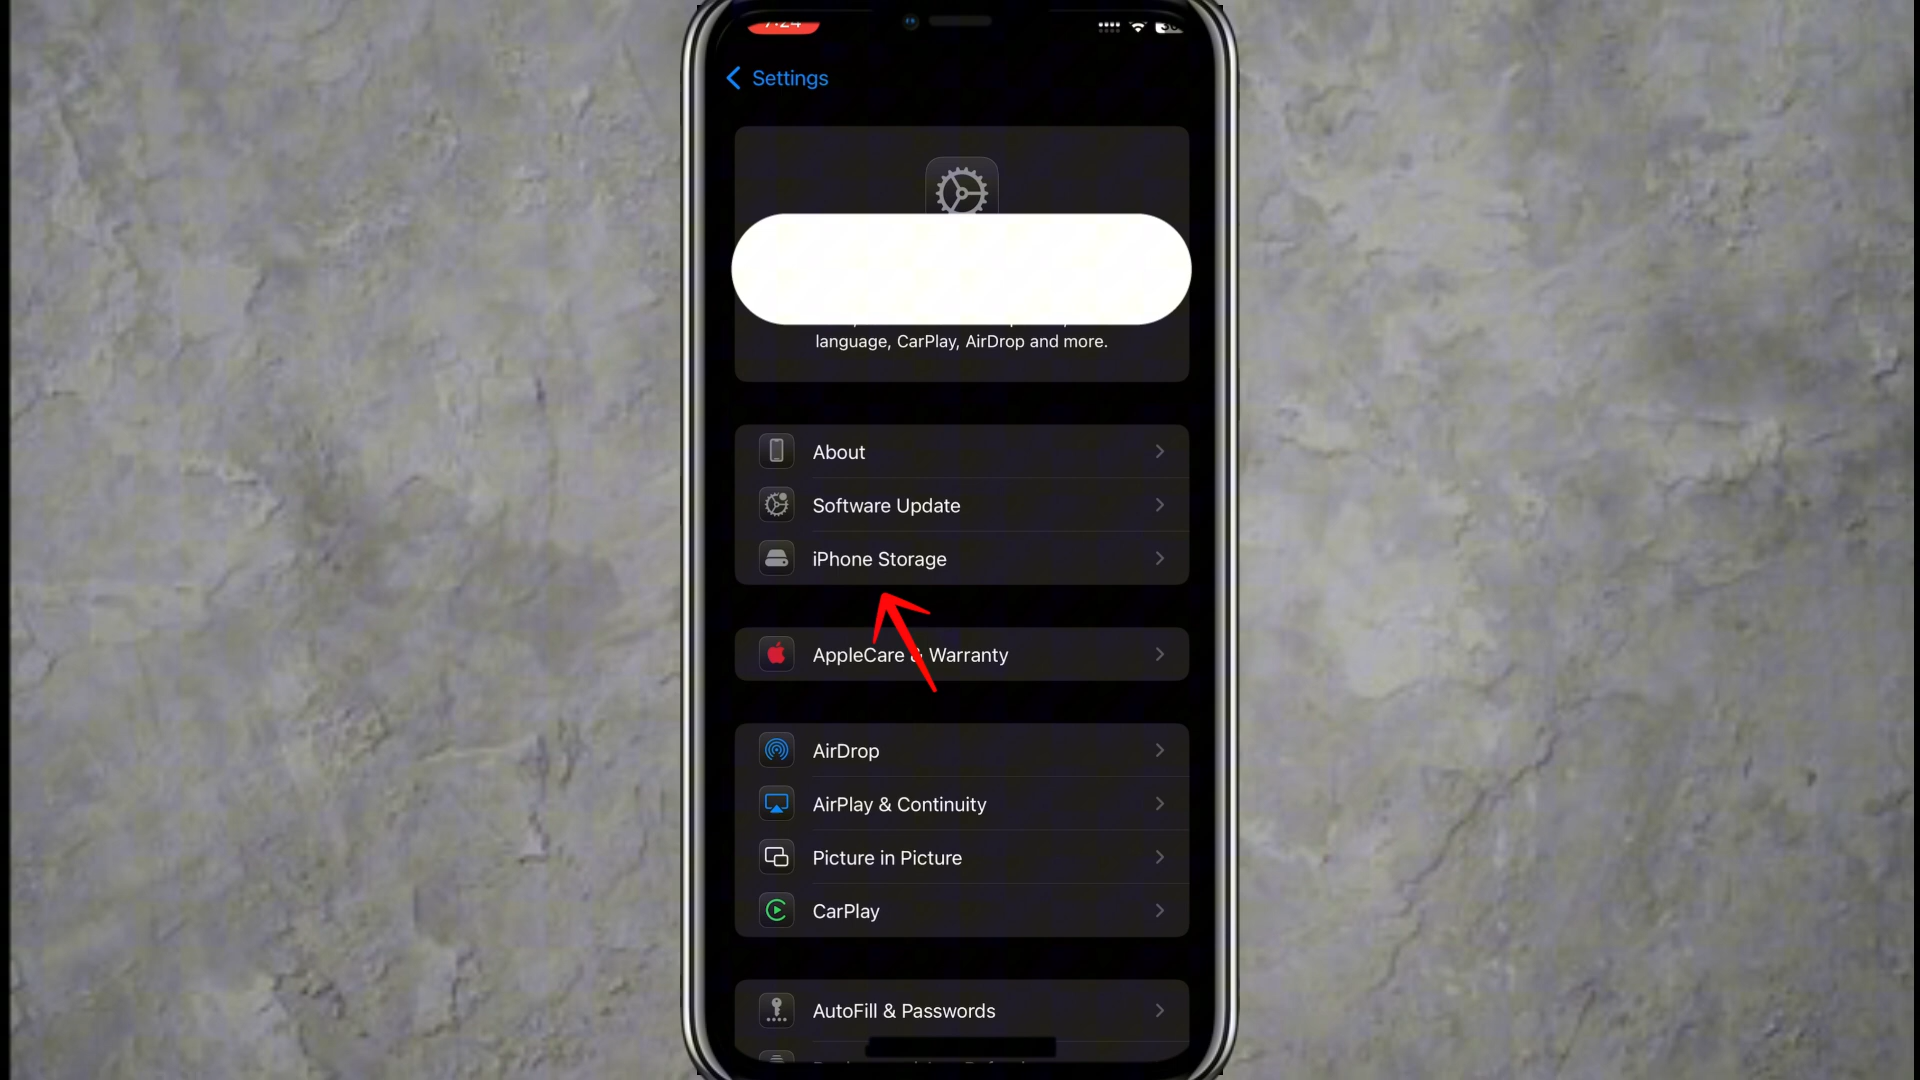 Settings
language, CarPlay, AirDrop and more.
About
Software Update
iPhone Storage
AppleCare & Warranty
AirDrop
AirPlay & Continuity
Picture in Picture
CarPlay
AutoFill & Passwords